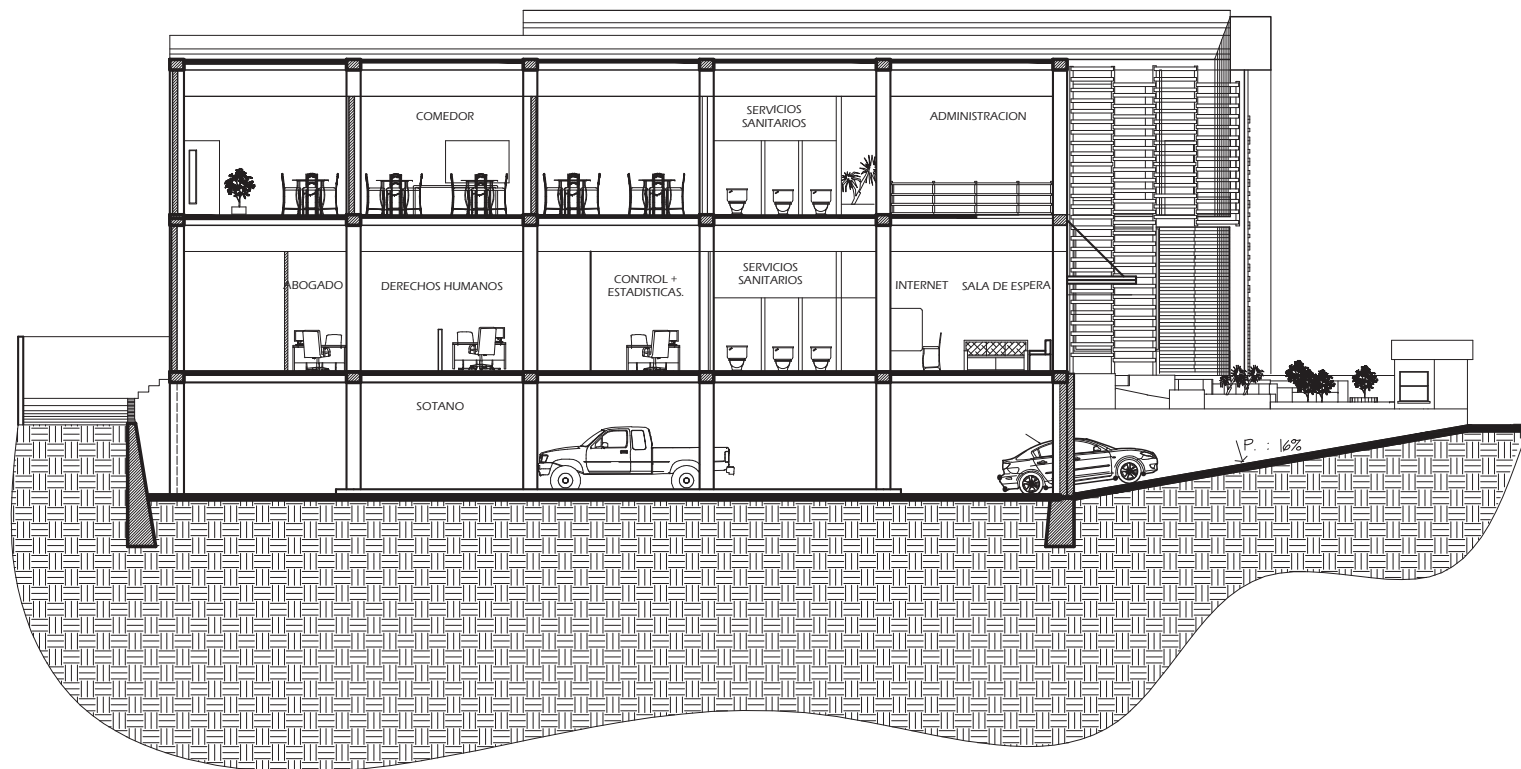 COMEDOR
SERVICIOS
SANITARIOS
ADMINISTRACION
ABOGADO
DERECHOS HUMANOS
CONTROL +
ESTADISTICAS.
SERVICIOS
SANITARIOS
INTERNET
SALA DE ESPERA
SOTANO
P. : 16%